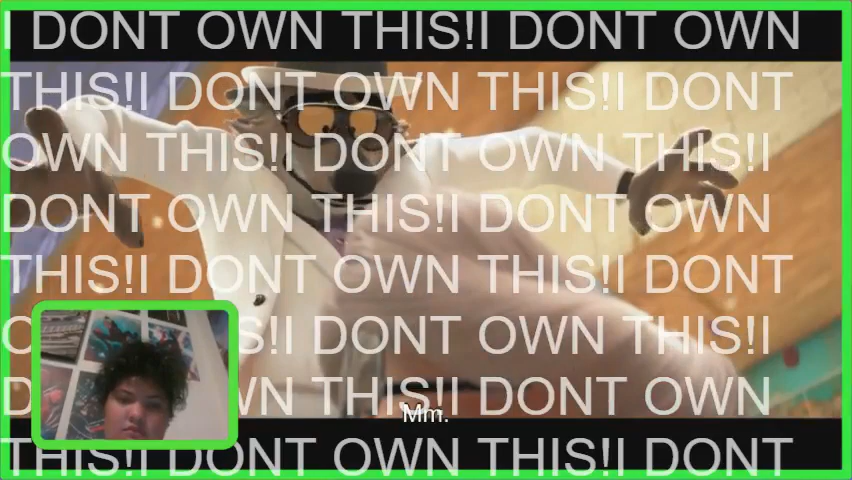 I DONT OWN THIS!I DONT OWN
THIS!I DONT OWN THIS!I DONT
OWN THIS!I DONT OWN THIS!I
DONT OWN THIS!I DONT OWN
THIS!I DONT OWN THIS!I DONT
O S!I DONT OWN THIS!I
D WN THIS!I DONT OWN
Mm.
THIS!I DONT OWN THIS!I DONT